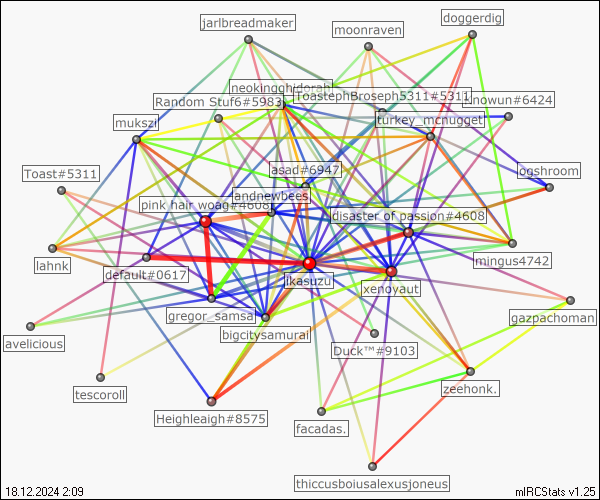 jarlbreadmaker
moonraven
doggerdig
neokingghidorah
ToastephBroseph5311#5311
Random Stuf6#5983
knowun#6424
turkey_mcnugget
mukszi
Toast#5311
asad#6947
ogshroom
andnewbees
pink hair woag#4608
disaster of passion#4608
lahnk
mingus4742
default#0617
ikasuzu
xenoyaut
gregor_samsa
gazpachoman
bigcitysamurai
avelicious
Duck™#9103
tescoroll
zeehonk.
Heighleaigh#8575
facadas.
thiccusboiusalexusjoneus
18.12.2024 2:09
mIRCStats v1.25